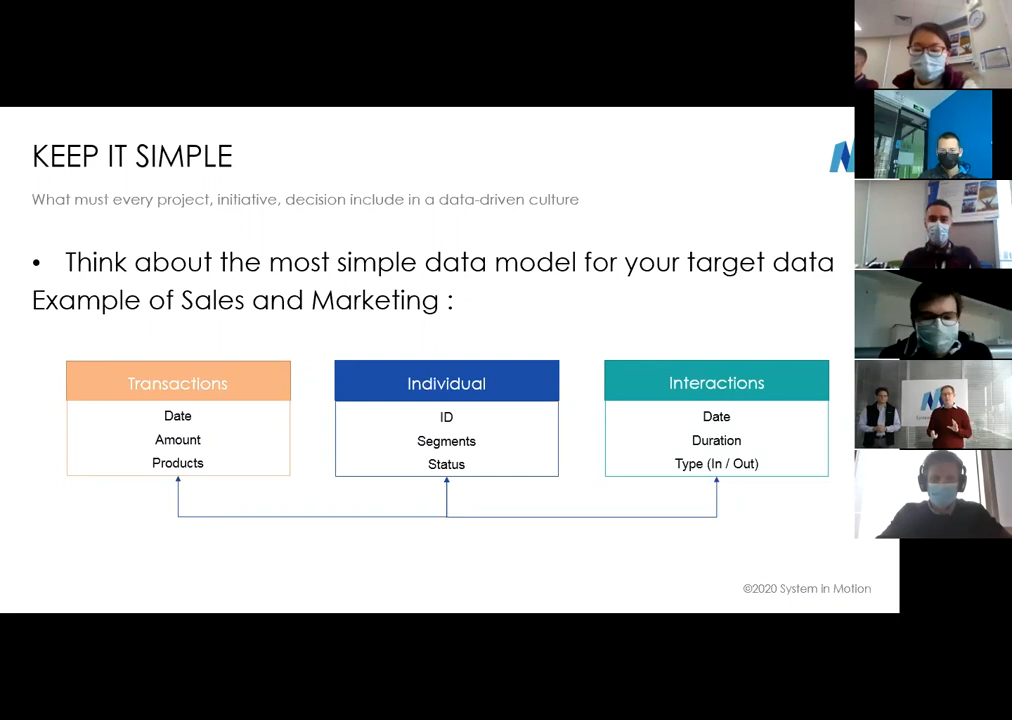 KEEP IT SIMPLE
What must every project, initiative, decision include in a data-driven culture
• Think about the most simple data model for your target data
Example of Sales and Marketing :
Transactions
Date
Amount
Products
Individual
ID
Segments
Status
Interactions
Date
Duration
Type (In / Out)
©2020 System in Motion